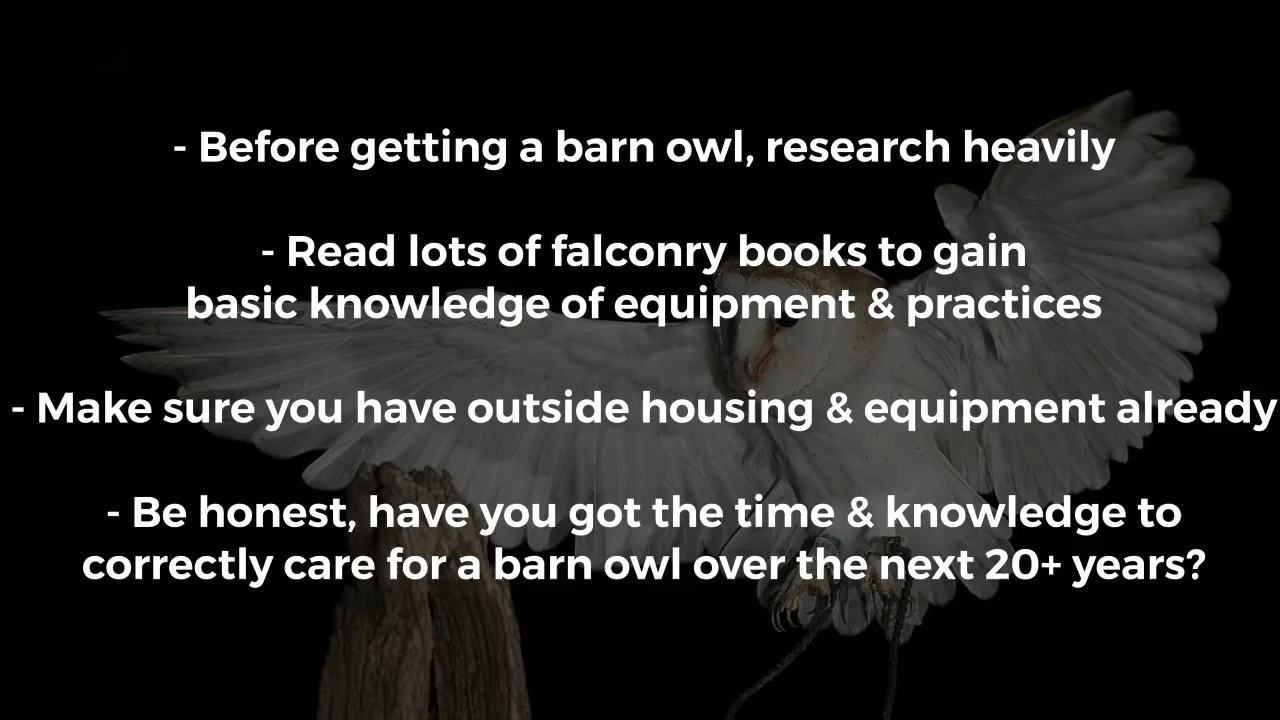 - Before getting a barn owl, research heavily
- Read lots of falconry books to gain
basic knowledge of equipment & practices
- Make sure you have outside housing & equipment already
- Be honest, have you got the time & knowledge to
correctly care for a barn owl over the next 20+ years?